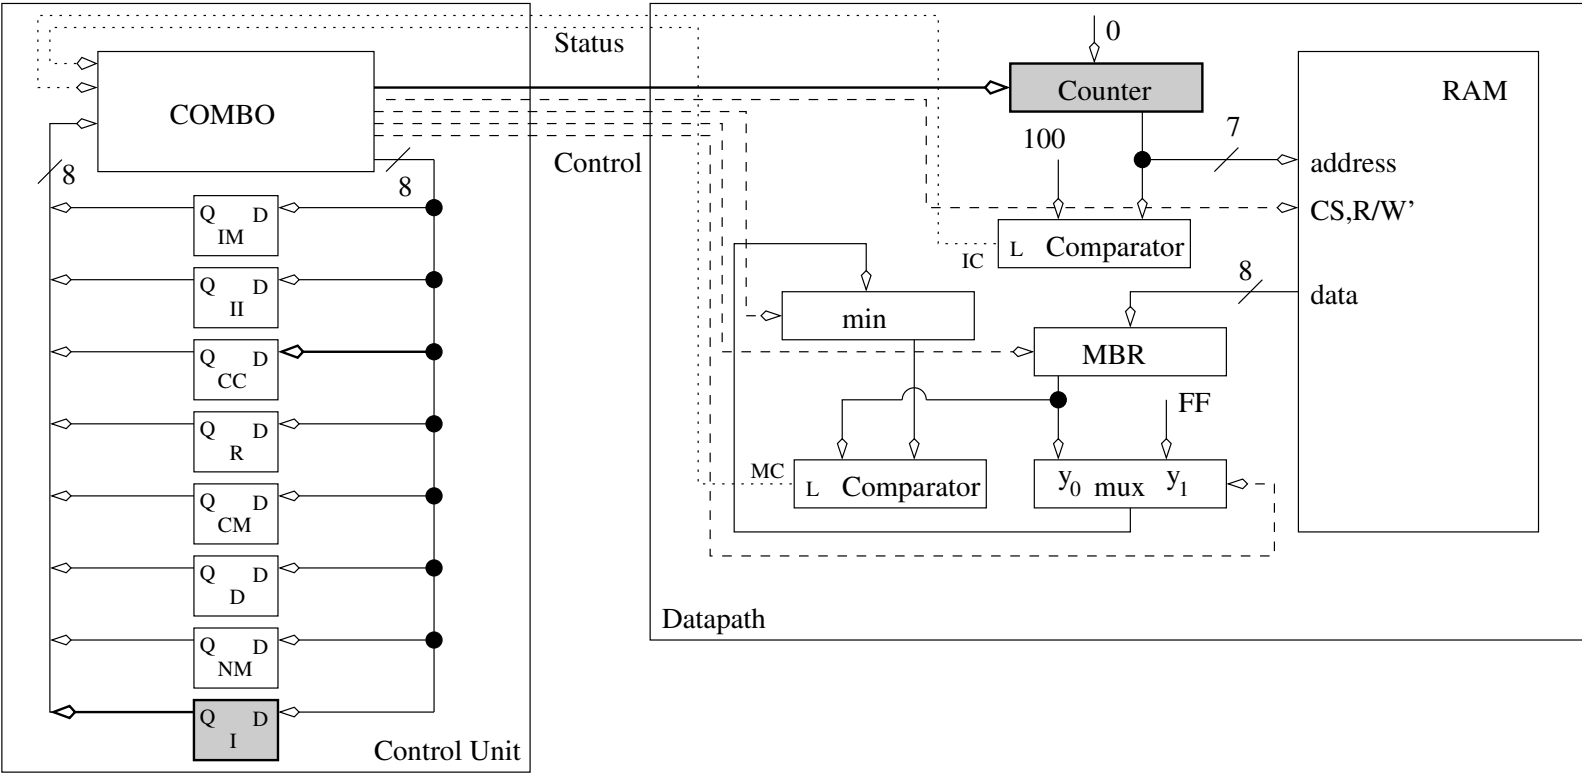 Status
0
COMBO
Counter
RAM
100
7
Control
address
8
8
Q D
IM
CS,R/W'
L Comparator
IC
8
data
Q D
II
min
MBR
Q D
CC
FF
Q D
R
MC
L Comparator
y0 mux y1
Q D
CM
Q D
D
Datapath
Q D
NM
Q D
I
Control Unit